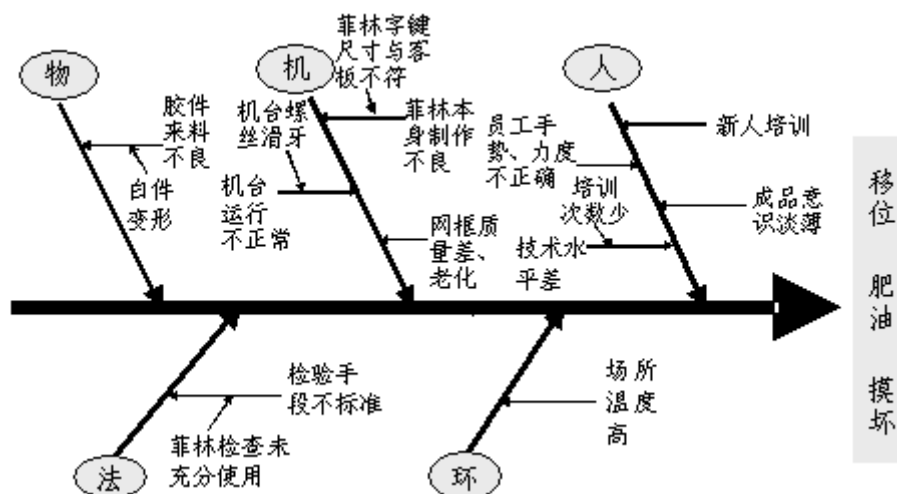 物
机
人
菲林字键
尺寸与客
板不符
胶件
来料
不良
白件
变形
机台螺
丝滑牙
机台
运行
不正常
菲林本
身制作
不良
网框质
量差、
老化
员工手
势、力度
不正确
培训
次数少
技术水
平差
新人培训
成品意
识淡薄
移
位
肥
油
摸
坏
检验手
段不标准
菲林检查未
充分使用
法
场所
温度
高
环